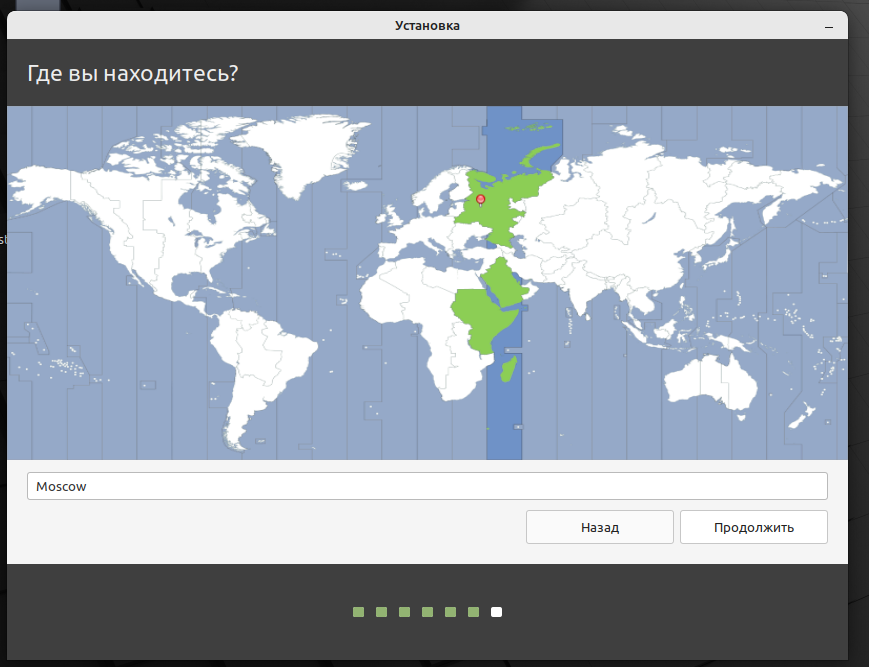 Установка
Где вы находитесь?
Moscow
Назад
Продолжить